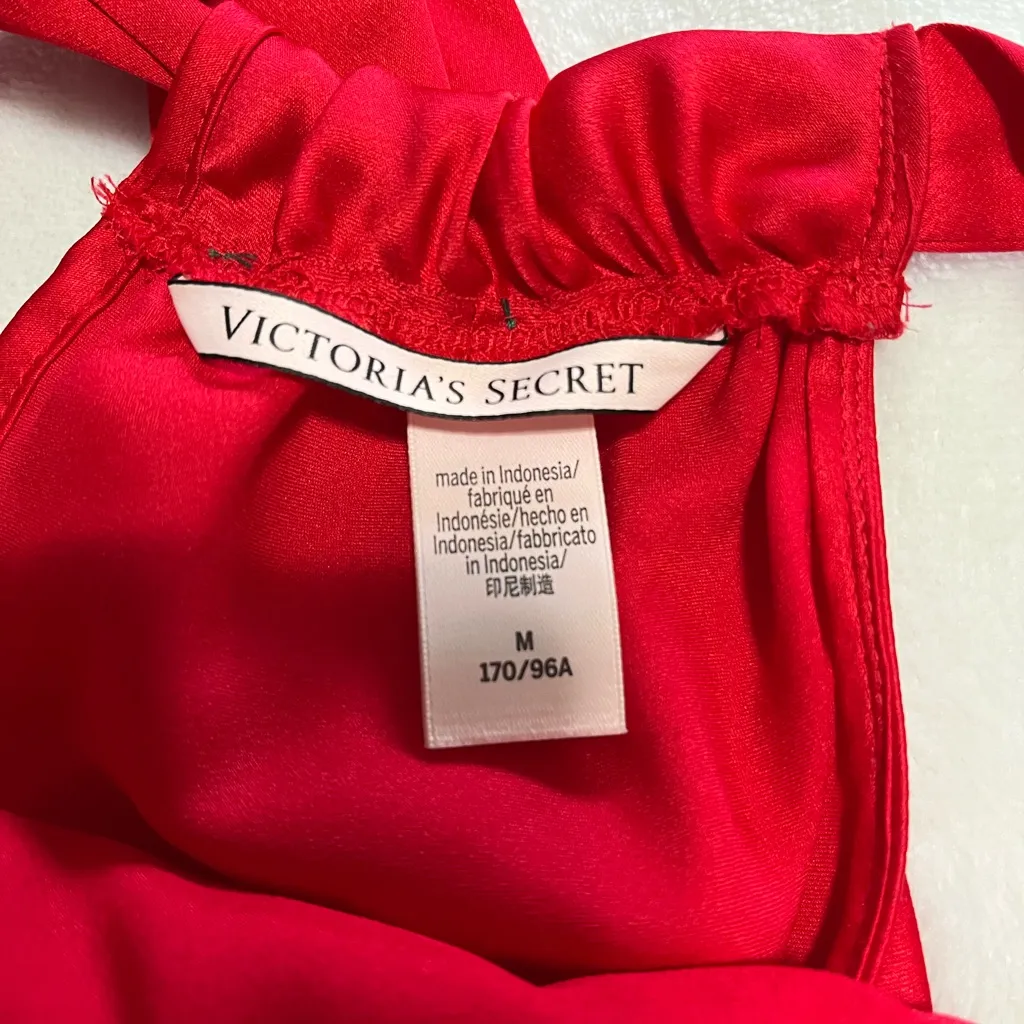 VICTORIA'S SECRET
made in Indonesia/
fabriqué en
Indonésie/hecho en
Indonesia/fabbricato
in Indonesia/
印尼制造
M
170/96A